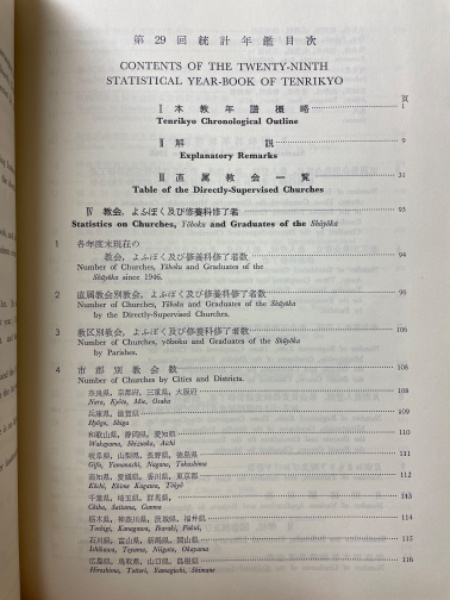 第 29 回 統 計 年 鑑 目 次
CONTENTS OF THE TWENTY-NINTH
STATISTICAL YEAR-BOOK OF TENRIKYO
頁
Ⅰ 本 教 年 譜 概 略 1
Tenrikyo Chronological Outline
Ⅱ 解 説 9
Explanatory Remarks
Ⅲ 直 属 教 会 一 覧 31
Table of the Directly-Supervised Churches
Ⅳ 教会，よふぼく及び修養科修了者 93
Statistics on Churches, Yōboku and Graduates of the Shūyōka
1 各年度末現在の
教会，よふぼく及び修養科修了者数 94
Number of Churches, Yōboku and Graduates of the
Shūyōka since 1946.
2 直属教会別教会，よふぼく及び修養科修了者数 95
Number of Churches, Yōboku and Graduates of the Shūyōka
by the Directly-Supervised Churches.
3 教区別教会，よふぼく及び修養科修了者数 106
Number of Churches, yōboku and Graduates of the Shūyōka
by Parishes.
4 市 郡 別 教 会 数 108
Number of Churches by Cities and Districts.
奈良県，京都府，三重県，大阪府 108
Nara, Kyōto, Mie, Osaka
兵庫県，滋賀県 109
Hyōgo, Shiga
和歌山県，静岡県，愛知県 110
Wakayama, Shizuoka, Aichi
岐阜県，山梨県，長野県，徳島県 111
Gifu, Yamanashi, Nagano, Tokushima
高知県，愛媛県，香川県，東京都
Kōchi, Ehime Kagawa, Tōkyō
千葉県，埼玉県，群馬県，
Chiba, Saitama, Gunma
栃木県，神奈川県，茨城県，福井県 114
Tochigi, Kanagawa, Ibaraki, Fukui,
石川県，富山県，新潟県，岡山県 115
Ishikawa, Toyama, Niigata, Okayama
広島県，鳥取県，山口県，島根県 116
Hiroshima, Tottori, Yamaguchi, Shimane